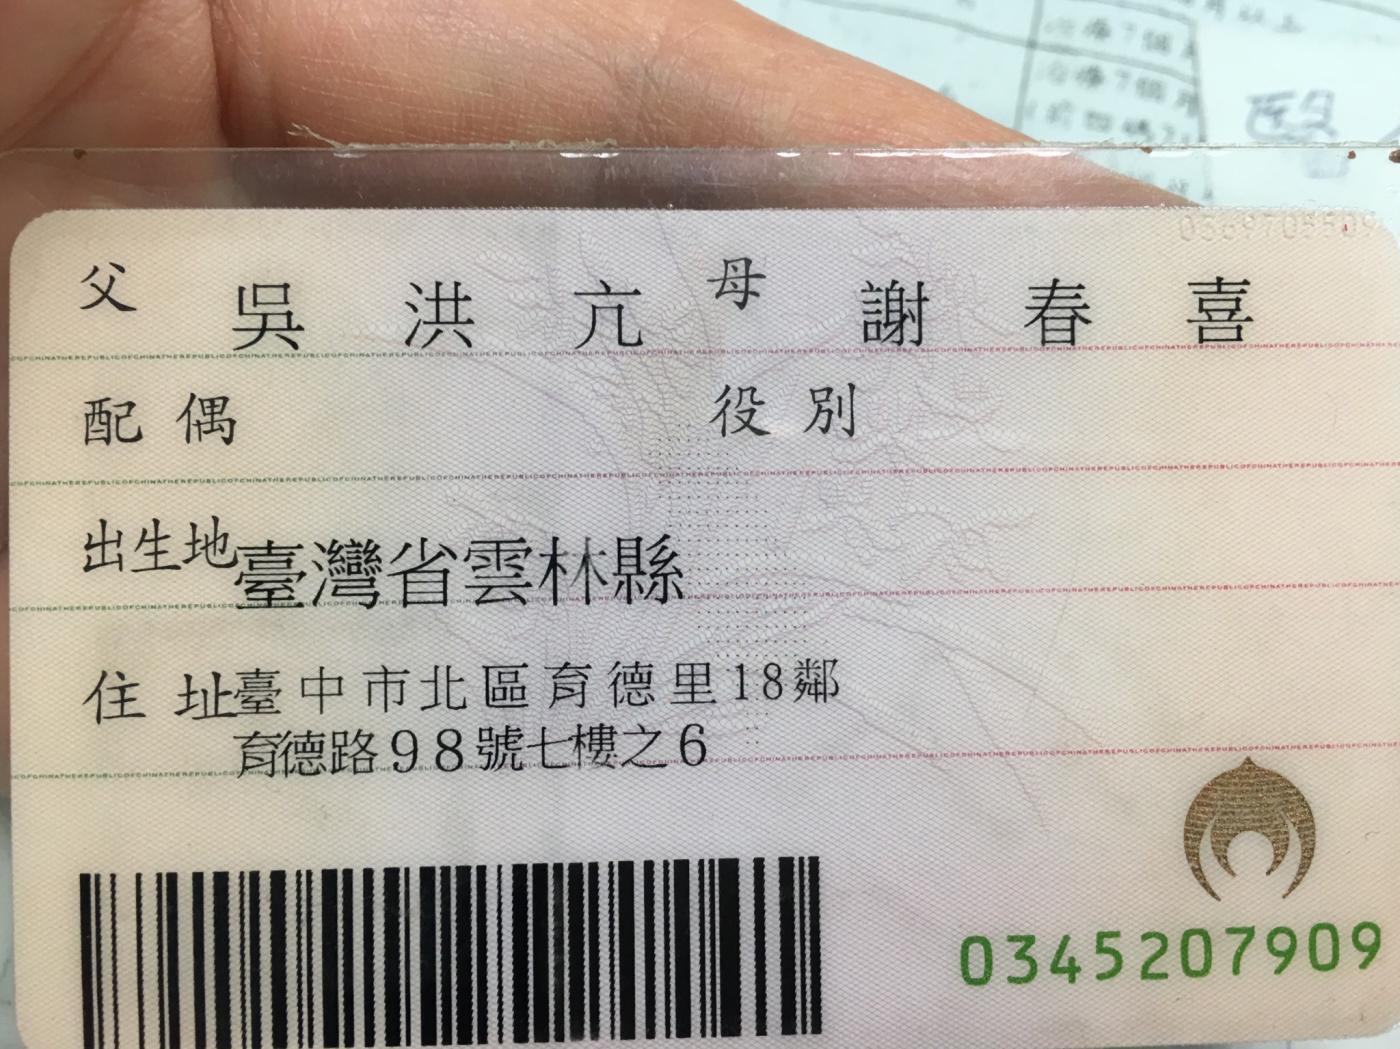 0369705509
父 吳洪亢 母 謝春喜
配偶 役別
出生地 臺灣省雲林縣
住址 臺中市北區育德里18鄰
育德路98號七樓之6
0345207909